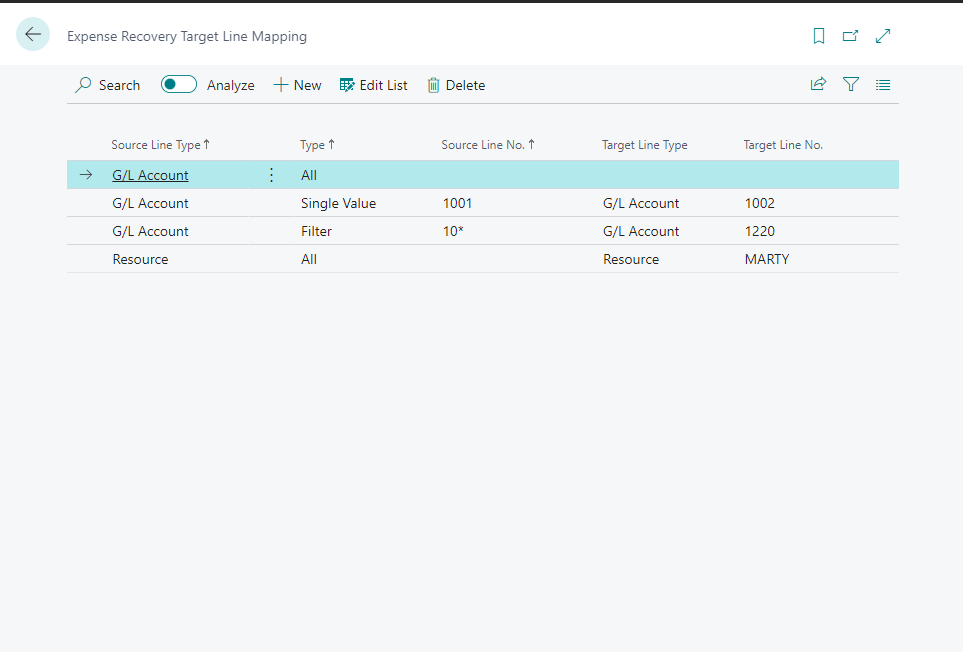 Expense Recovery Target Line Mapping
Search Analyze New Edit List Delete
Source Line Type↑ Type ↑ Source Line No. ↑ Target Line Type Target Line No.
G/L Account All
G/L Account Single Value 1001 G/L Account 1002
G/L Account Filter 10* G/L Account 1220
Resource All Resource MARTY